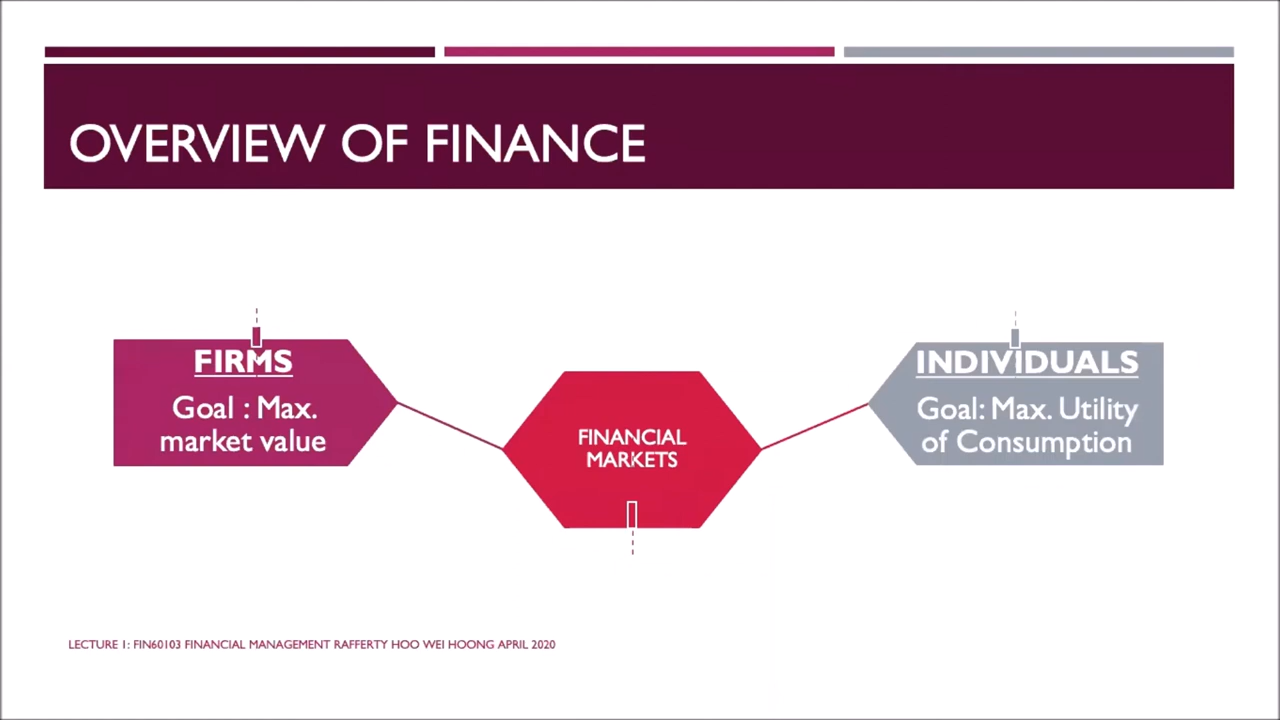 OVERVIEW OF FINANCE
FIRMS
Goal : Max.
market value
FINANCIAL
MARKETS
INDIVIDUALS
Goal: Max. Utility
of Consumption
LECTURE 1: FIN60103 FINANCIAL MANAGEMENT RAFFERTY HOO WEI HOONG APRIL 2020